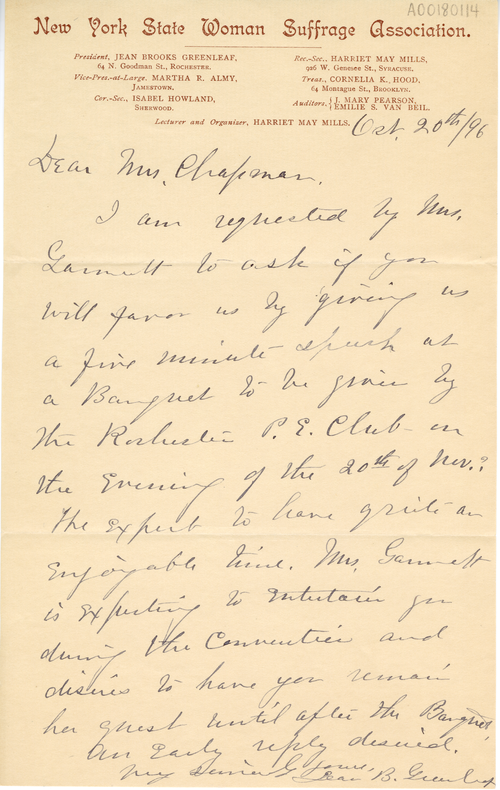 A00180114
New York State Woman Suffrage Association.
President, JEAN BROOKS GREENLEAF,
64 N. Goodman St., ROCHESTER.
Vice-Pres.-at-Large, MARTHA R. ALMY,
JAMESTOWN.
Cor.-Sec., ISABEL HOWLAND,
SHERWOOD.
Rec.-Sec., HARRIET MAY MILLS,
926 W. Genesee St., SYRACUSE.
Treas., CORNELIA K. HOOD,
64 Montague St., BROOKLYN.
Auditors, { J. MARY PEARSON,
EMILIE S. VAN BEIL.
Lecturer and Organizer, HARRIET MAY MILLS.
Oct. 20th/96
Dear Mrs. Chapman.
I am requested by Mrs.
Gannett to ask if you
will favor us by giving us
a five minute speech at
a Banquet to be given by
the Rochester P. E. Club on
the Evening of the 20th of Nov.?
The expect to have quite an
enjoyable time. Mrs. Gannett
is expecting to entertain you
during the Convention and
desires to have you remain
her guest until after the Banquet.
An Early reply desired.
Very Sincerely yours,
Jean B. Greenleaf